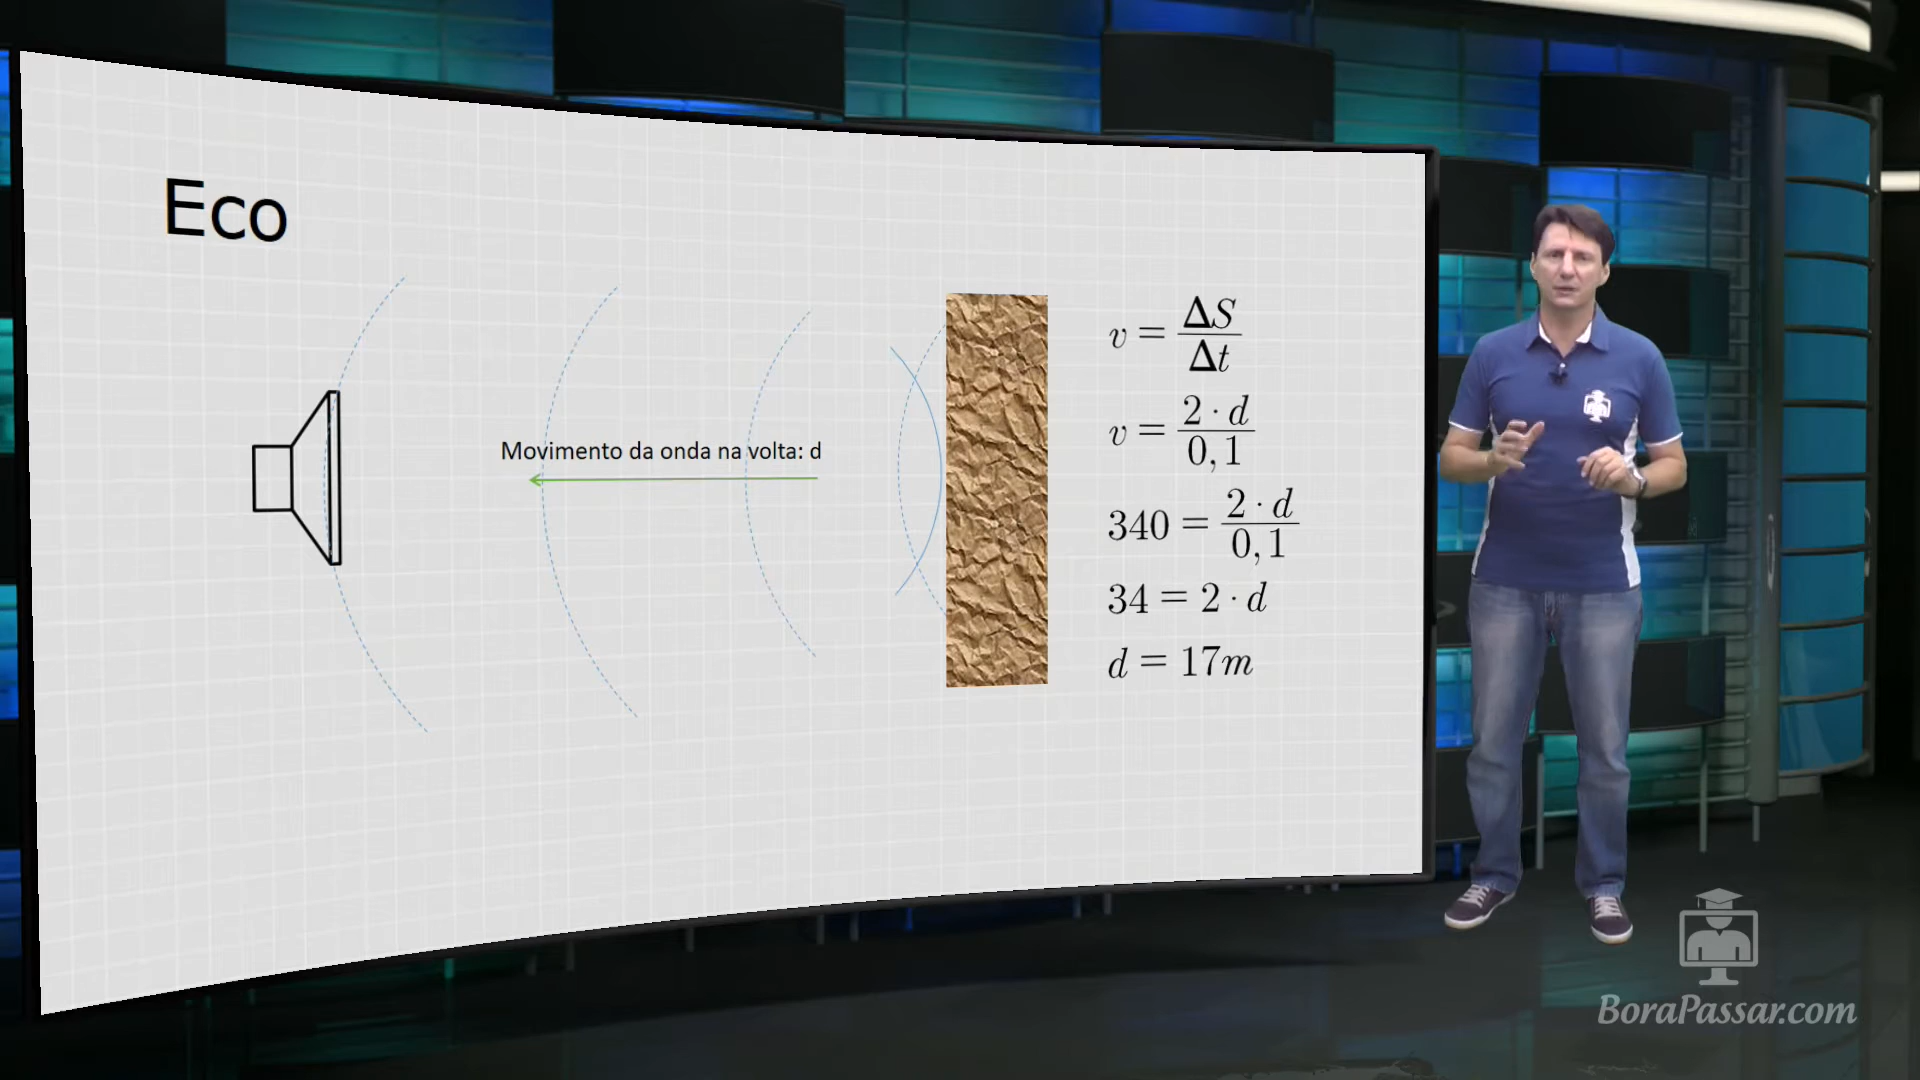 Eco
Movimento da onda na volta: d
v = ΔS/Δt
v = 2 · d/0,1
340 = 2 · d/0,1
34 = 2 · d
d = 17m
BoraPassar.com